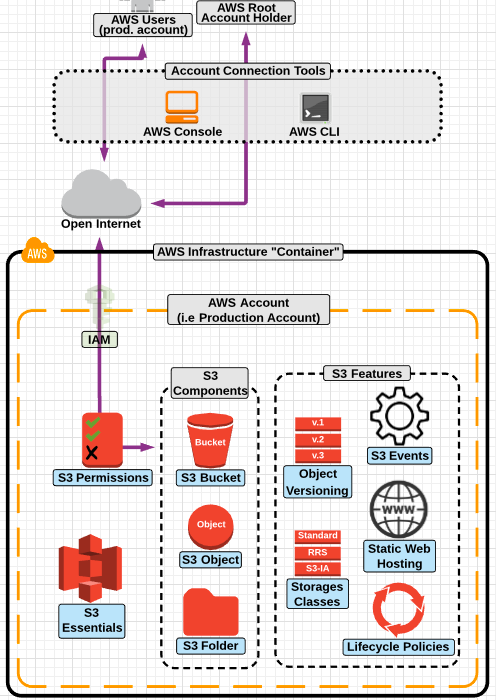 AWS Users
(prod. account)
AWS Root
Account Holder
Account Connection Tools
AWS Console
AWS CLI
Open Internet
AWS
AWS Infrastructure "Container"
AWS Account
(i.e Production Account)
IAM
S3
Components
S3 Features
S3 Permissions
Bucket
S3 Bucket
v.1
v.2
v.3
Object
Versioning
S3 Events
Object
S3 Object
WWW
Static Web
Hosting
Standard
RRS
S3-IA
Storages
Classes
S3
Essentials
S3 Folder
Lifecycle Policies